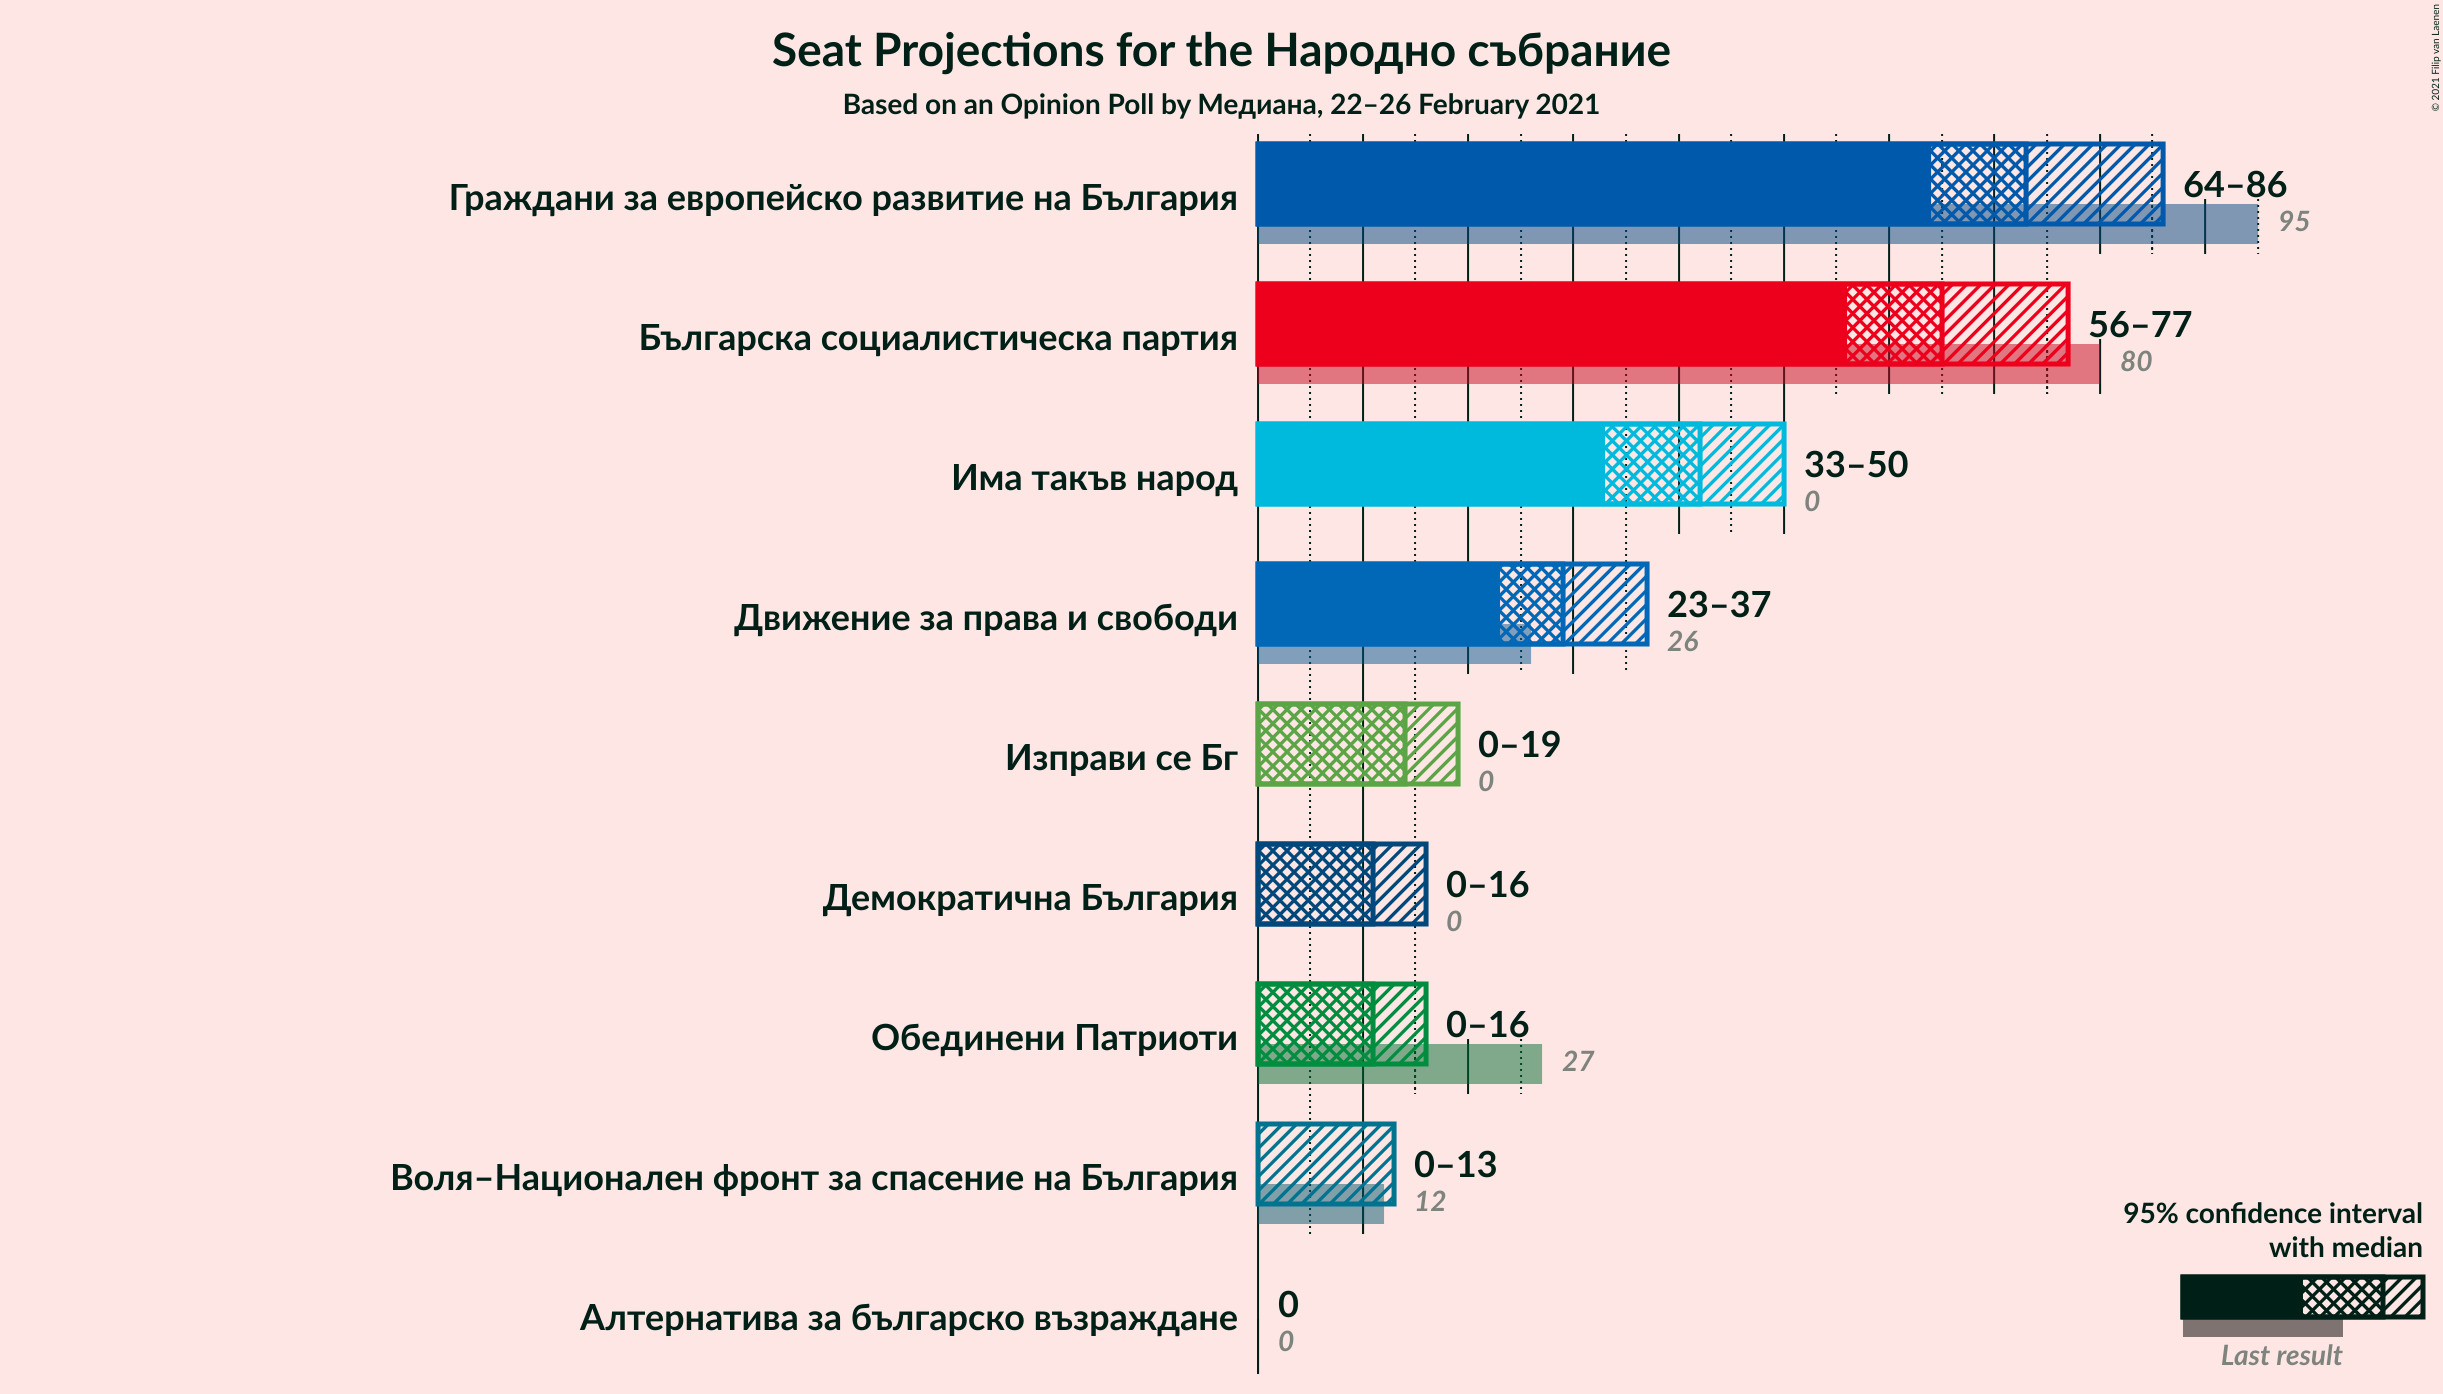 Seat Projections for the Народно събрание
Based on an Opinion Poll by Медиана, 22–26 February 2021
© 2021 Filip van Laenen
Граждани за европейско развитие на България
64–86
95
Българска социалистическа партия
56–77
80
Има такъв народ
33–50
0
Движение за права и свободи
23–37
26
Изправи се Бг
0–19
0
Демократична България
0–16
0
Обединени Патриоти
0–16
27
Воля–Национален фронт за спасение на България
0–13
12
Алтернатива за българско възраждане
0
0
95% confidence interval
with median
Last result